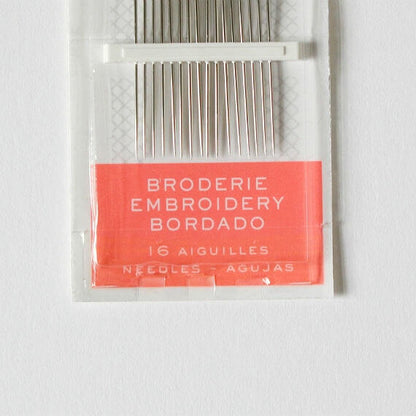 BRODERIE
EMBROIDERY
BORDADO
16 AIGUILLES
NEEDLES - AGUJAS